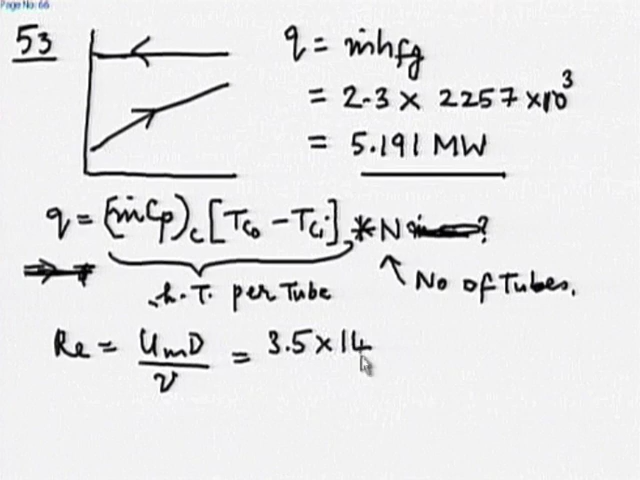 Page No: 66
53
q = ṁhfg
= 2.3 × 2257 × 10³
= 5.191 MW
q = (ṁCp)c [Tco - Tci] * N ?
h.T. per Tube
No of Tubes.
Re = UmD / ν = 3.5 × 14